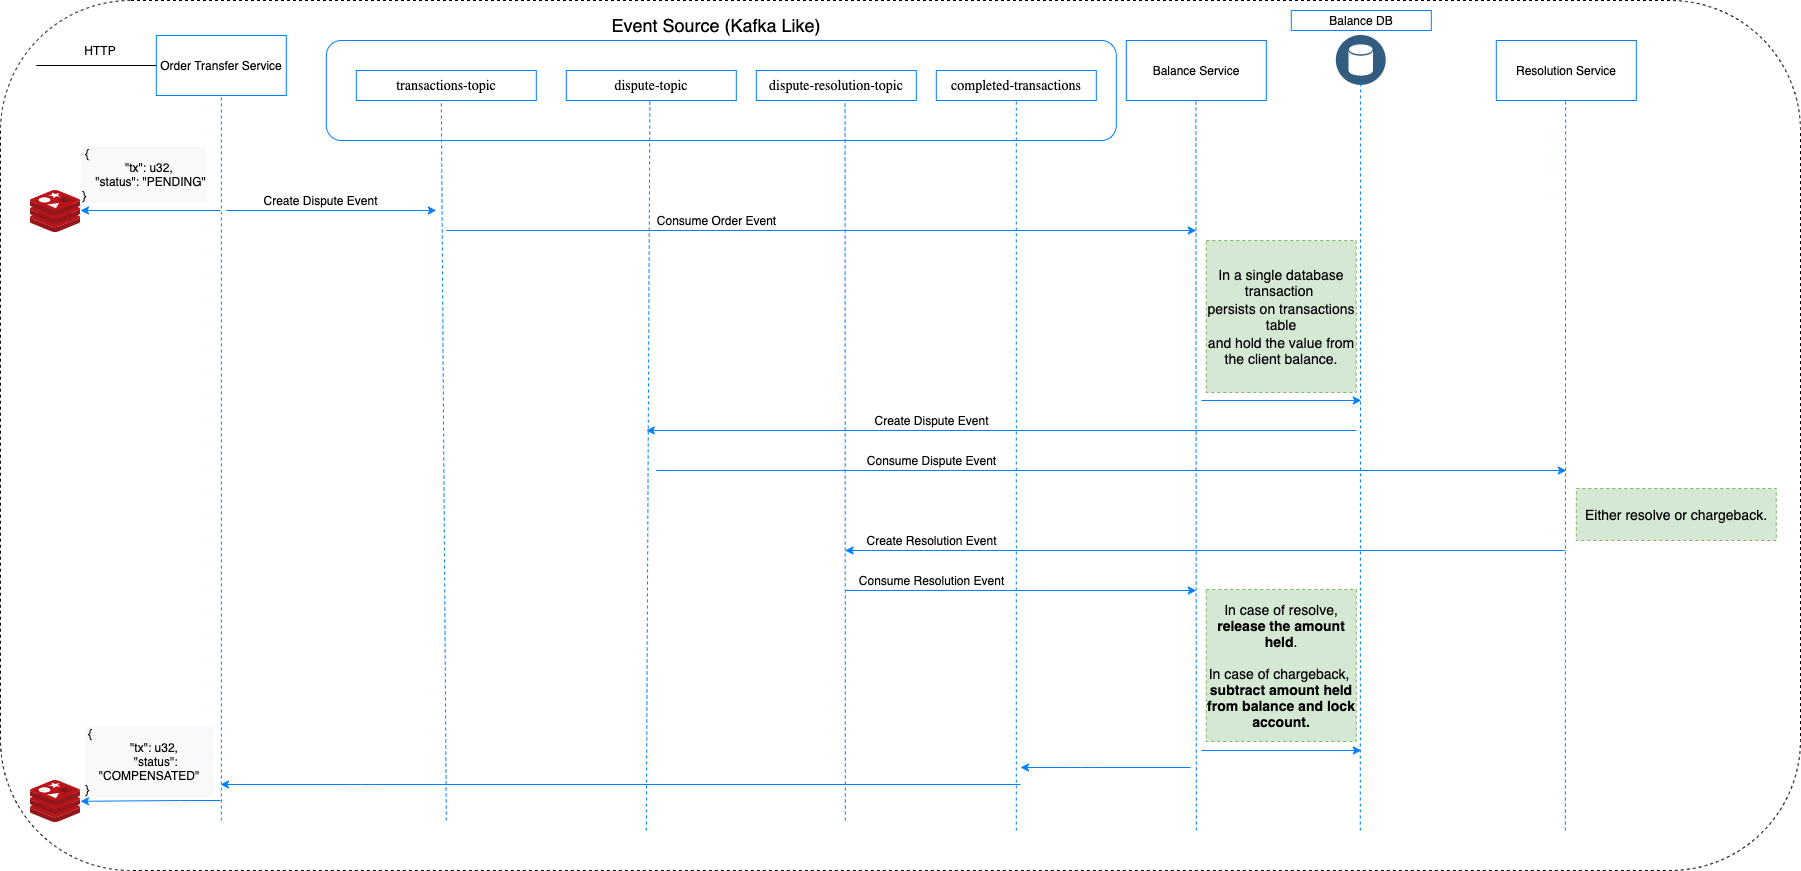 Event Source (Kafka Like)
Balance DB
HTTP
Order Transfer Service
transactions-topic
dispute-topic
dispute-resolution-topic
completed-transactions
Balance Service
Resolution Service
{
"tx": u32,
"status": "PENDING"
}
Create Dispute Event
Consume Order Event
In a single database
transaction
persists on transactions
table
and hold the value from
the client balance.
Create Dispute Event
Consume Dispute Event
Either resolve or chargeback.
Create Resolution Event
Consume Resolution Event
In case of resolve,
release the amount
held.
In case of chargeback,
subtract amount held
from balance and lock
account.
{
"tx": u32,
"status":
"COMPENSATED"
}